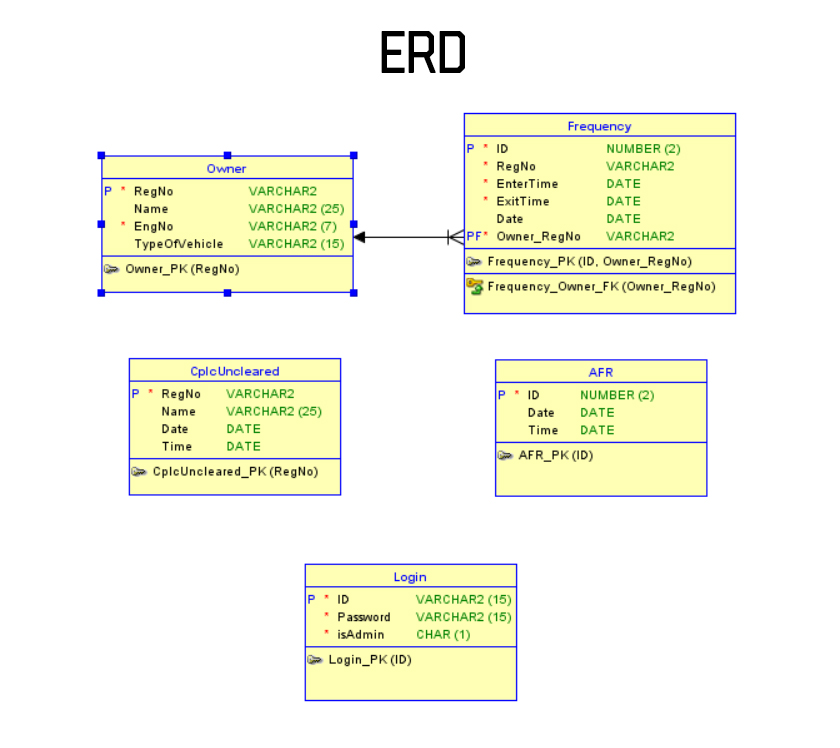 ERD
Owner
P * RegNo VARCHAR2
Name VARCHAR2 (25)
* EngNo VARCHAR2 (7)
TypeOfVehicle VARCHAR2 (15)
Owner_PK (RegNo)
Frequency
P * ID NUMBER (2)
* RegNo VARCHAR2
* EnterTime DATE
* ExitTime DATE
Date DATE
PF* Owner_RegNo VARCHAR2
Frequency_PK (ID, Owner_RegNo)
Frequency_Owner_FK (Owner_RegNo)
CplcUncleared
P * RegNo VARCHAR2
Name VARCHAR2 (25)
Date DATE
Time DATE
CplcUncleared_PK (RegNo)
AFR
P * ID NUMBER (2)
Date DATE
Time DATE
AFR_PK (ID)
Login
P * ID VARCHAR2 (15)
* Password VARCHAR2 (15)
* isAdmin CHAR (1)
Login_PK (ID)